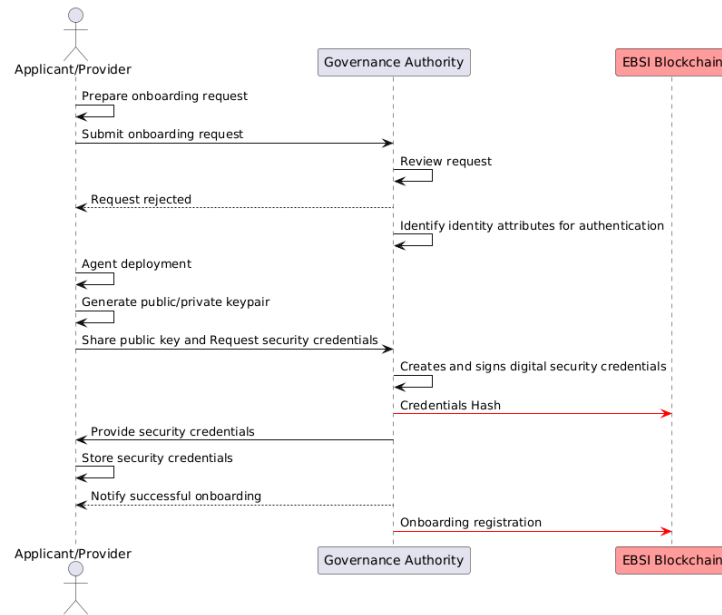 Applicant/Provider
Governance Authority
EBSI Blockchain
Prepare onboarding request
Submit onboarding request
Review request
Request rejected
Identify identity attributes for authentication
Agent deployment
Generate public/private keypair
Share public key and Request security credentials
Creates and signs digital security credentials
Credentials Hash
Provide security credentials
Store security credentials
Notify successful onboarding
Onboarding registration
Applicant/Provider
Governance Authority
EBSI Blockchain